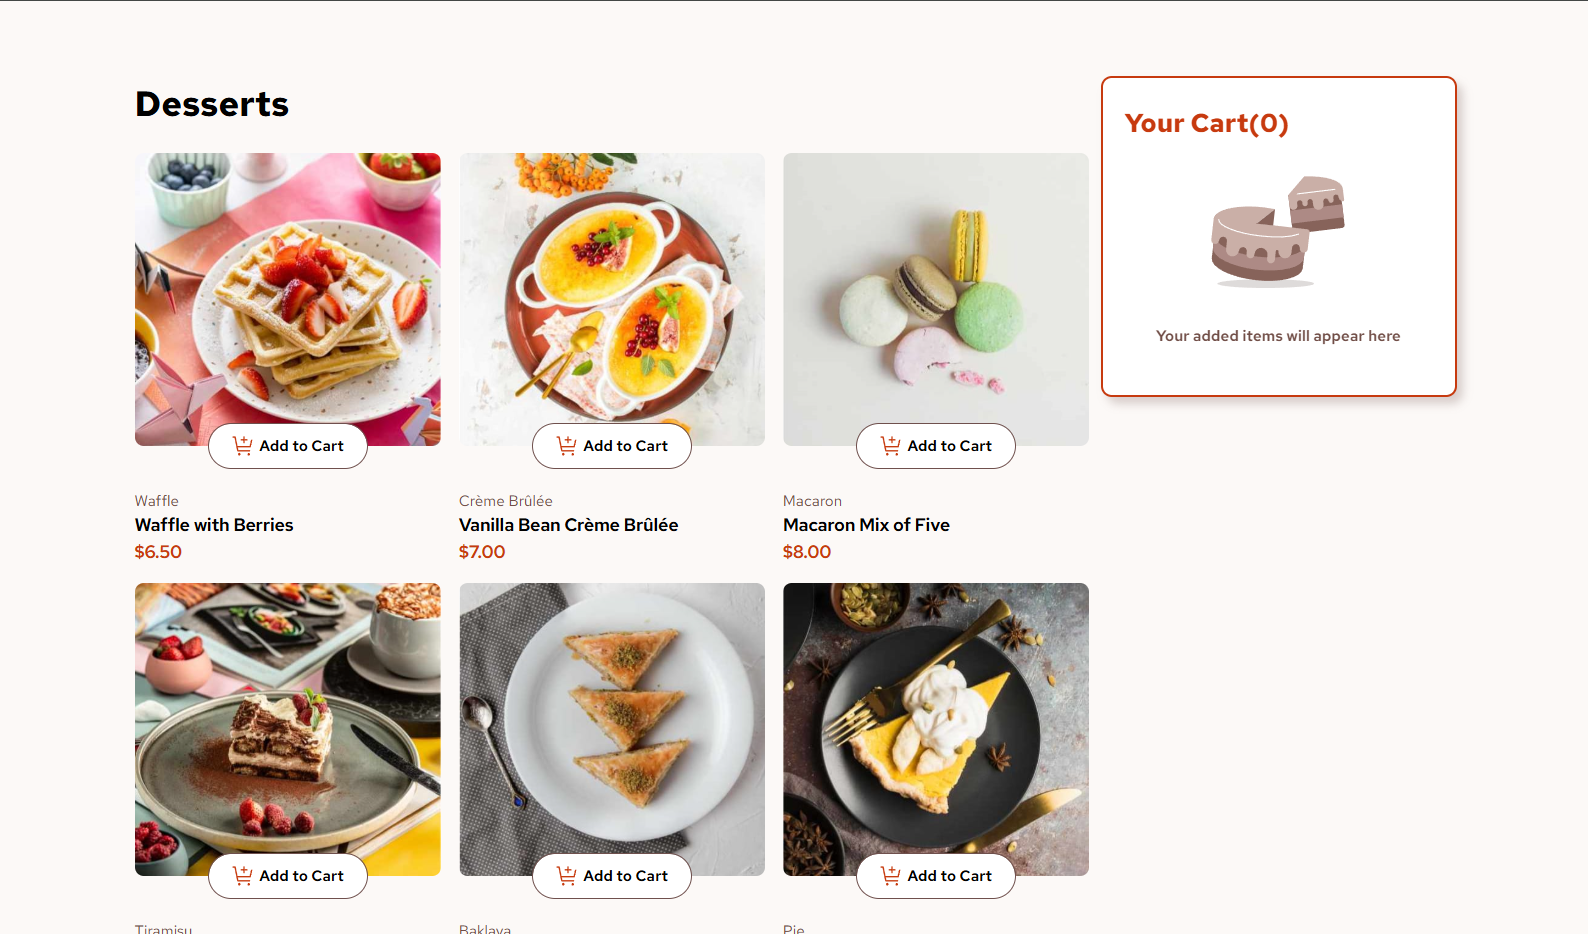 Desserts
Your Cart(0)
Your added items will appear here
Add to Cart
Add to Cart
Add to Cart
Waffle
Crème Brûlée
Macaron
Waffle with Berries
Vanilla Bean Crème Brûlée
Macaron Mix of Five
$6.50
$7.00
$8.00
Add to Cart
Add to Cart
Add to Cart
Tiramisu
Baklava
Pie